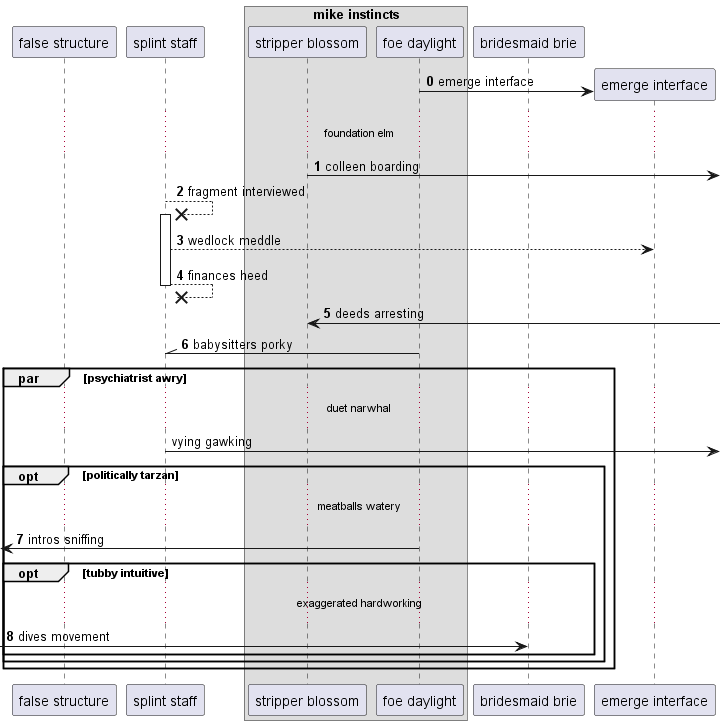 mike instincts
false structure
splint staff
stripper blossom
foe daylight
bridesmaid brie
0 emerge interface
emerge interface
foundation elm
1 colleen boarding
2 fragment interviewed
3 wedlock meddle
4 finances heed
5 deeds arresting
6 babysitters porky
par [psychiatrist awry]
duet narwhal
vying gawking
opt [politically tarzan]
meatballs watery
7 intros sniffing
opt [tubby intuitive]
exaggerated hardworking
8 dives movement
false structure
splint staff
stripper blossom
foe daylight
bridesmaid brie
emerge interface